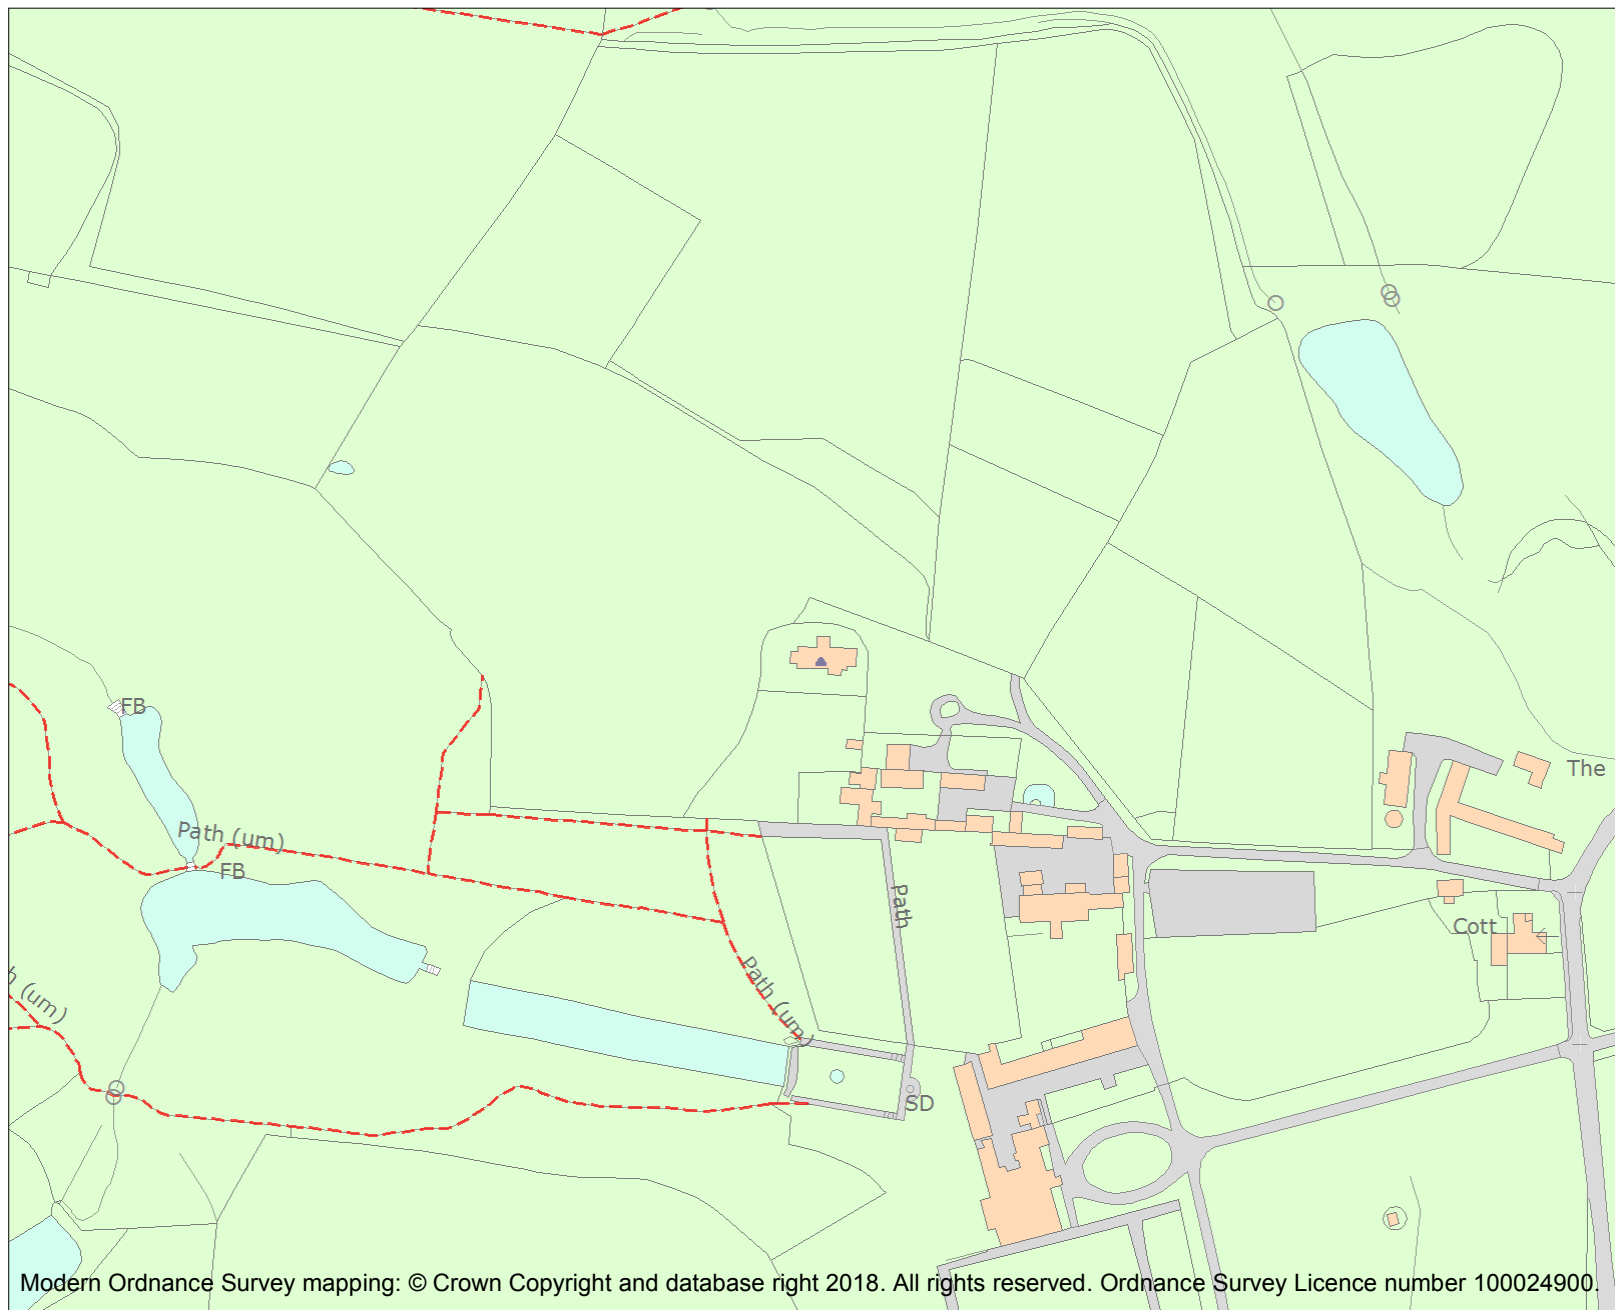 FB
The
Path (um)
FB
Path
Cott
Path (um)
h (um)
SD
Modern Ordnance Survey mapping: © Crown Copyright and database right 2018. All rights reserved. Ordnance Survey Licence number 100024900.